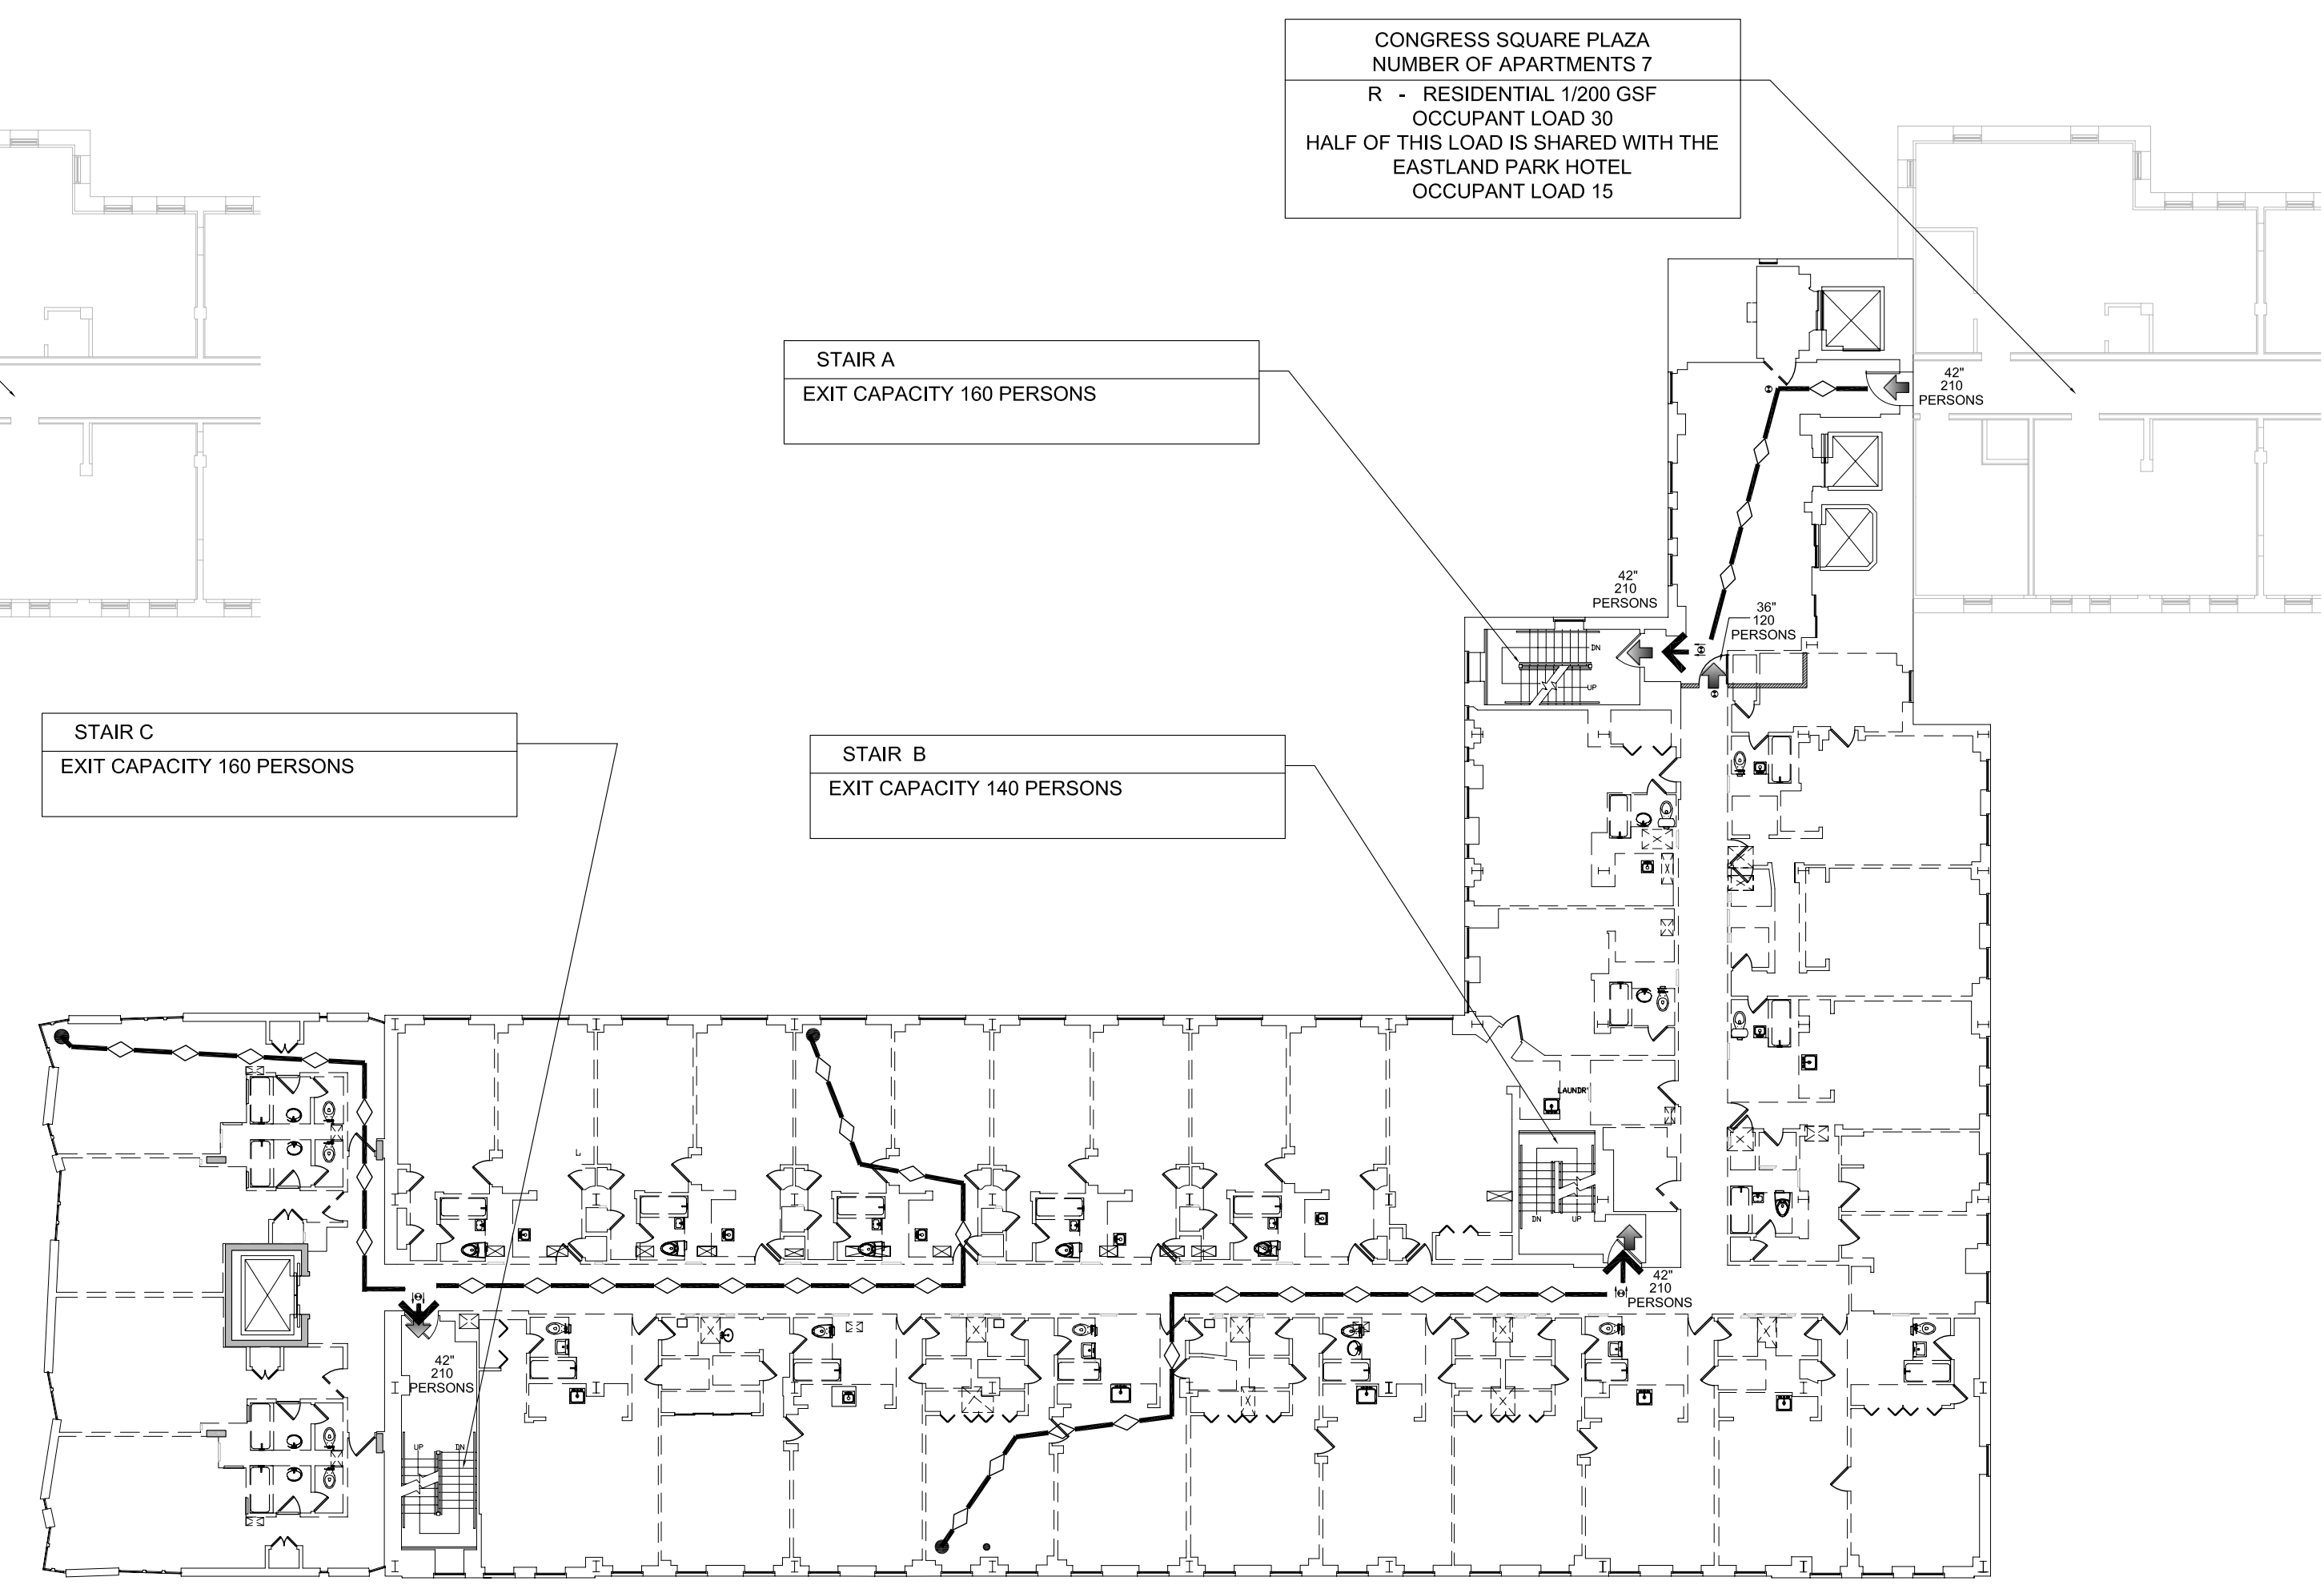 CONGRESS SQUARE PLAZA
NUMBER OF APARTMENTS 7
R - RESIDENTIAL 1/200 GSF
OCCUPANT LOAD 30
HALF OF THIS LOAD IS SHARED WITH THE
EASTLAND PARK HOTEL
OCCUPANT LOAD 15
STAIR A
EXIT CAPACITY 160 PERSONS
42"
210
PERSONS
42"
210
PERSONS
36"
120
PERSONS
DN
UP
STAIR C
EXIT CAPACITY 160 PERSONS
STAIR B
EXIT CAPACITY 140 PERSONS
LAUNDR
DN
UP
42"
210
PERSONS
42"
210
PERSONS
UP
DN